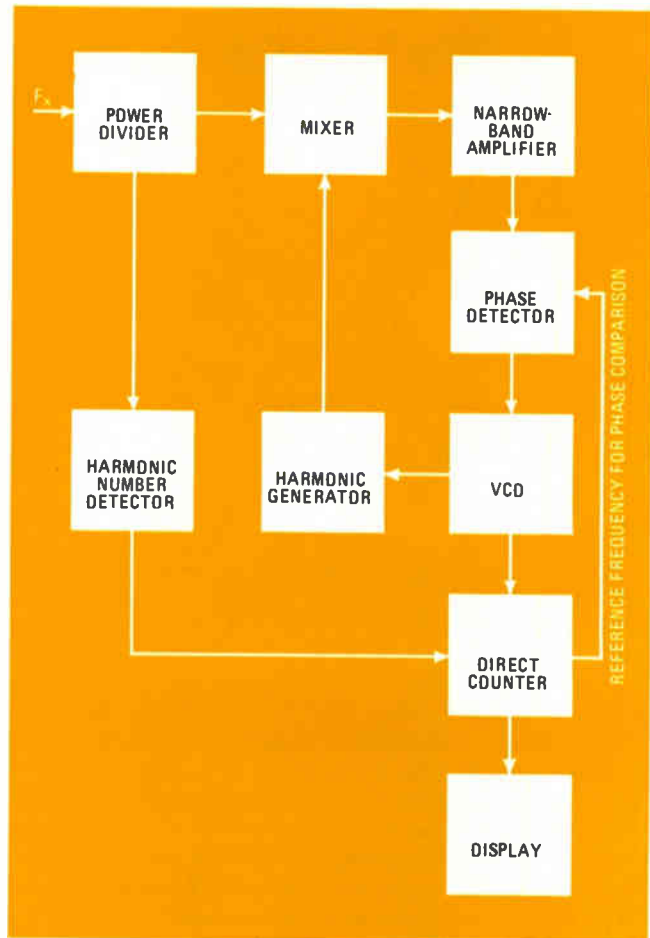 Fx
POWER
DIVIDER
MIXER
NARROW-
BAND
AMPLIFIER
PHASE
DETECTOR
REFERENCE FREQUENCY FOR PHASE COMPARISON
HARMONIC
NUMBER
DETECTOR
HARMONIC
GENERATOR
VCO
DIRECT
COUNTER
DISPLAY